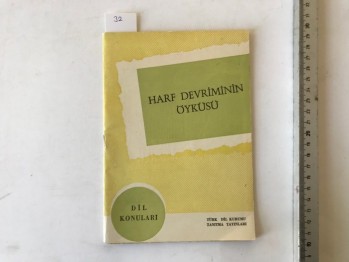 32
HARF DEVRİMİNİN
ÖYKÜSÜ
DİL
KONULARI
TÜRK DİL KURUMU
TANITMA YAYINLARI